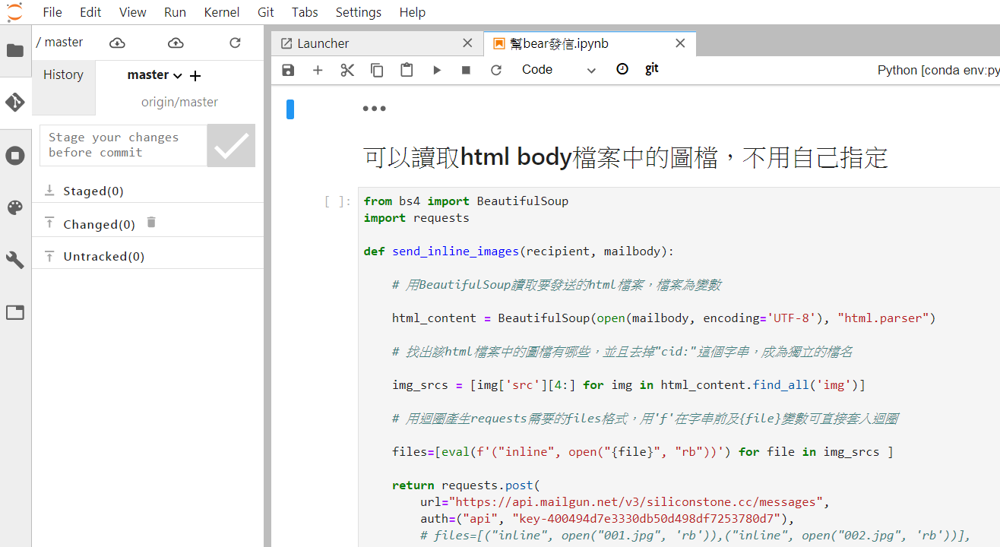 File Edit View Run Kernel Git Tabs Settings Help
/ master
History
master
origin/master
Stage your changes
before commit
Staged(0)
Changed(0)
Untracked(0)
Launcher
幫bear發信.ipynb
Code
git
Python [conda env:py
可以讀取html body檔案中的圖檔，不用自己指定
[ ]:
from bs4 import BeautifulSoup
import requests
def send_inline_images(recipient, mailbody):
# 用BeautifulSoup讀取要發送的html檔案，檔案為變數
html_content = BeautifulSoup(open(mailbody, encoding='UTF-8'), "html.parser")
# 找出該html檔案中的圖檔有哪些，並且去掉"cid:"這個字串，成為獨立的檔名
img_srcs = [img['src'][4:] for img in html_content.find_all('img')]
# 用迴圈產生requests需要的files格式，用'f'在字串前及{file}變數可直接套入迴圈
files=[eval(f'("inline", open("{file}", "rb"))') for file in img_srcs ]
return requests.post(
url="https://api.mailgun.net/v3/siliconstone.cc/messages",
auth=("api", "key-400494d7e3330db50d498df7253780d7"),
# files=[("inline", open("001.jpg", 'rb')),("inline", open("002.jpg", 'rb'))],